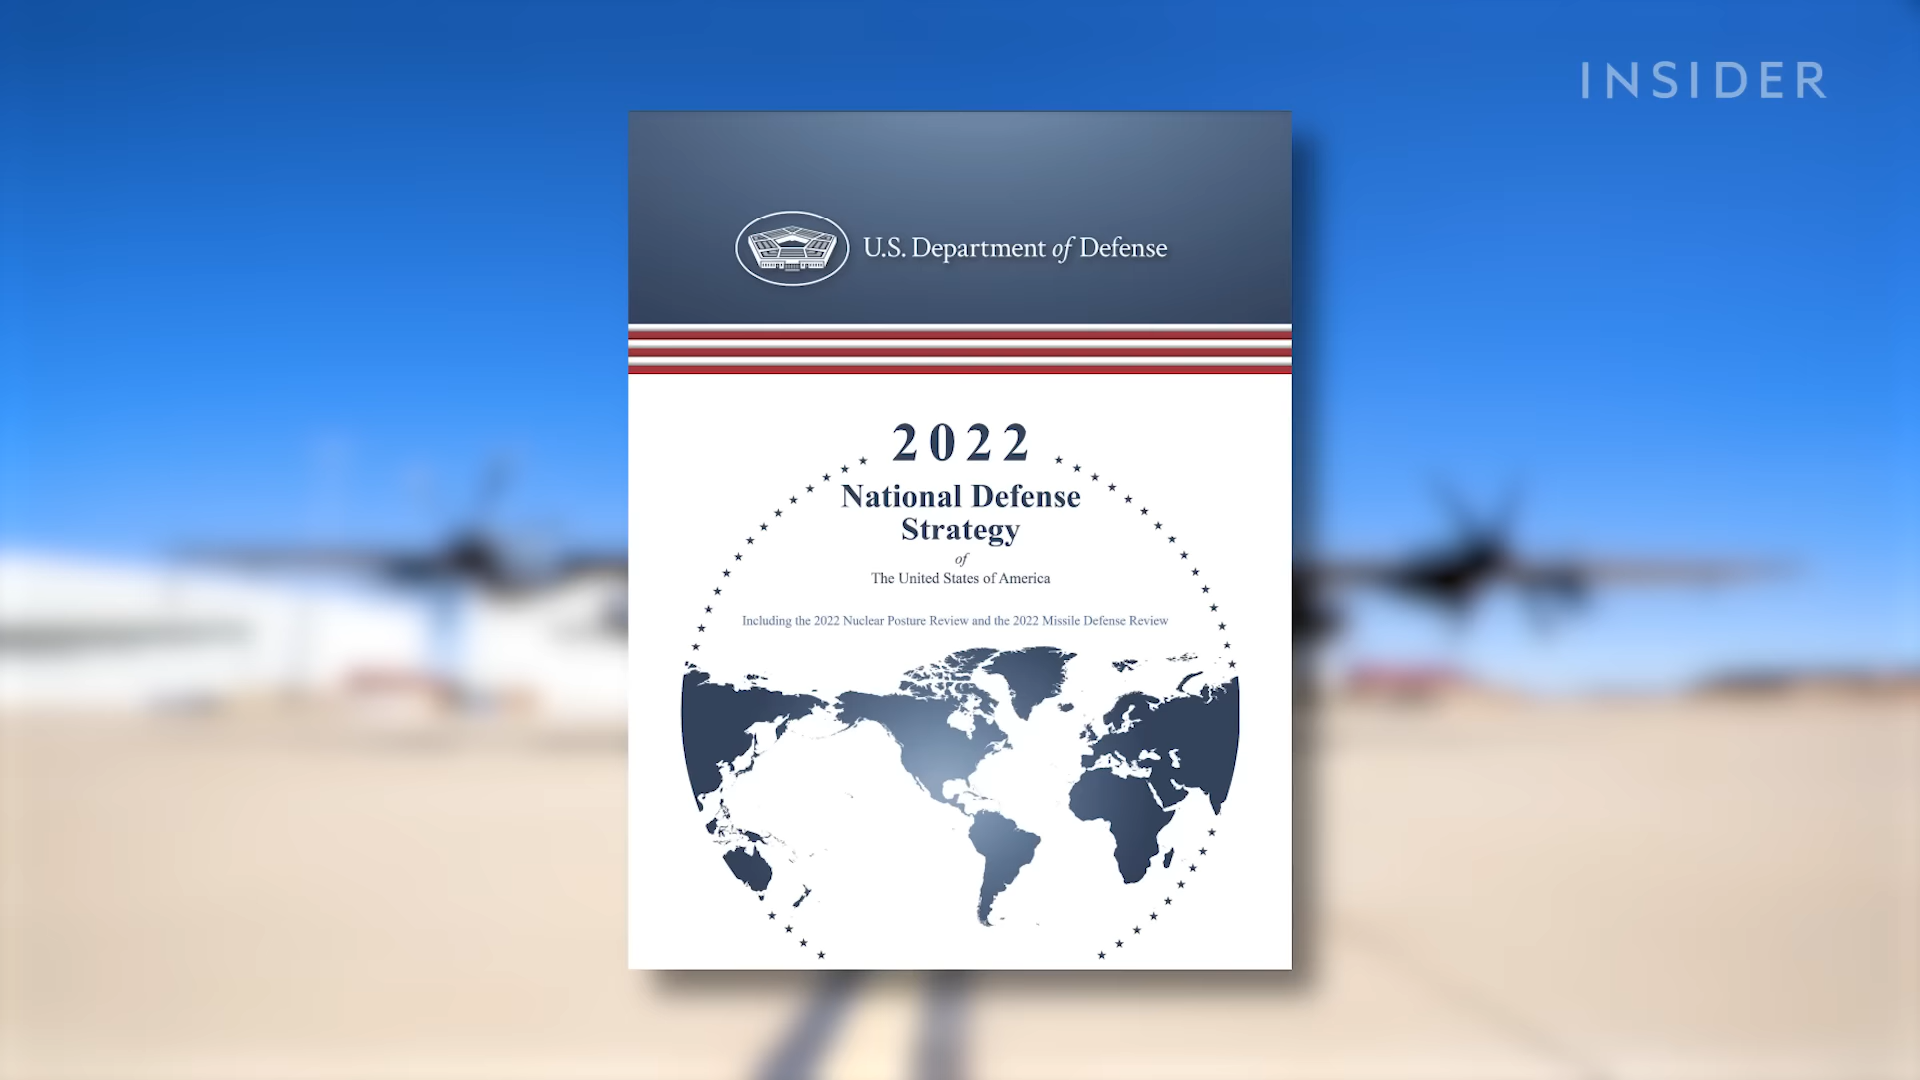 INSIDER
U.S. Department of Defense
2022
National Defense
Strategy
of
The United States of America
Including the 2022 Nuclear Posture Review and the 2022 Missile Defense Review